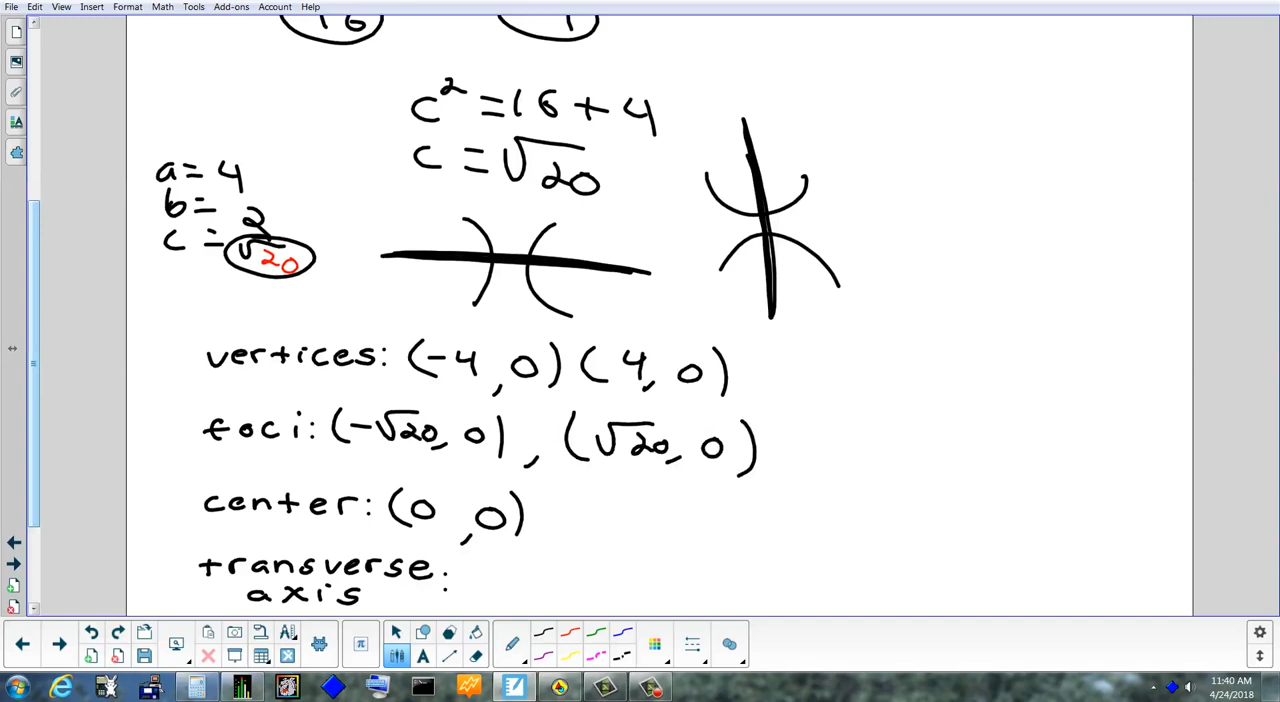 File Edit View Insert Format Math Tools Add-ons Account Help
16
c² = 16 + 4
c = √20
a = 4
b = 2
c = √20
vertices: (-4, 0) (4, 0)
foci: (-√20, 0), (√20, 0)
center: (0, 0)
transverse:
axis
11:40 AM
4/24/2018